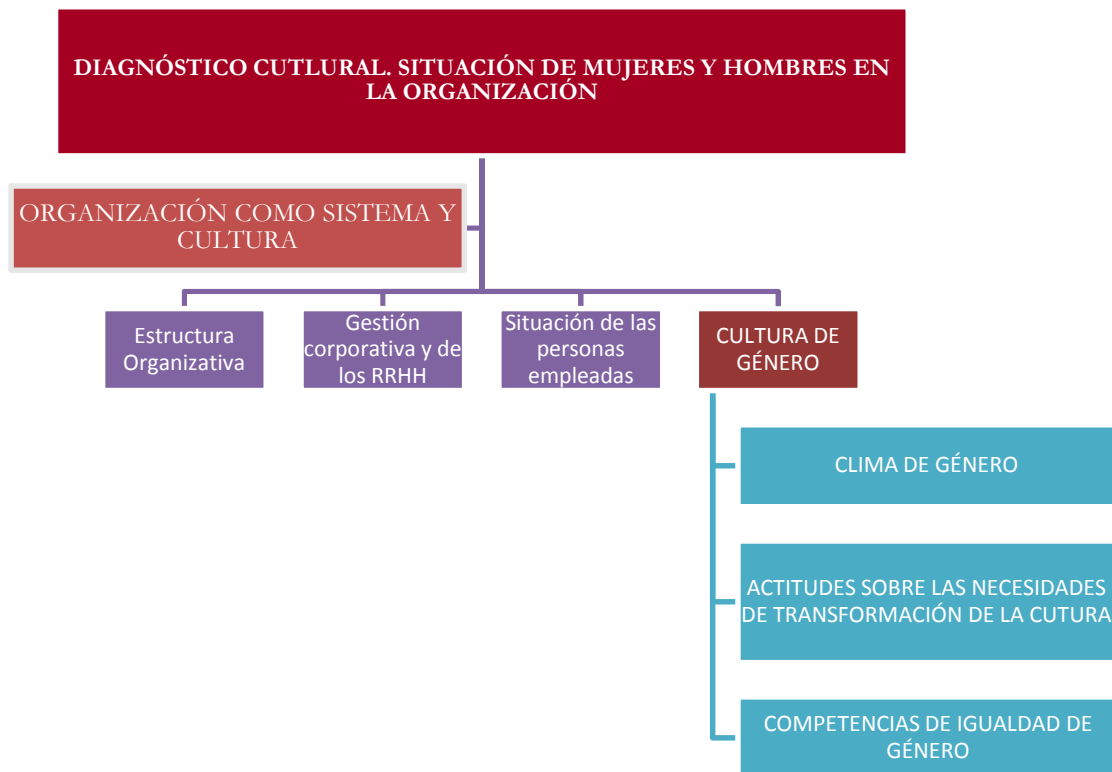 DIAGNÓSTICO CUTLURAL. SITUACIÓN DE MUJERES Y HOMBRES EN
LA ORGANIZACIÓN
ORGANIZACIÓN COMO SISTEMA Y
CULTURA
Estructura
Organizativa
Gestión
corporativa y de
los RRHH
Situación de las
personas
empleadas
CULTURA DE
GÉNERO
CLIMA DE GÉNERO
ACTITUDES SOBRE LAS NECESIDADES
DE TRANSFORMACIÓN DE LA CUTURA
COMPETENCIAS DE IGUALDAD DE
GÉNERO